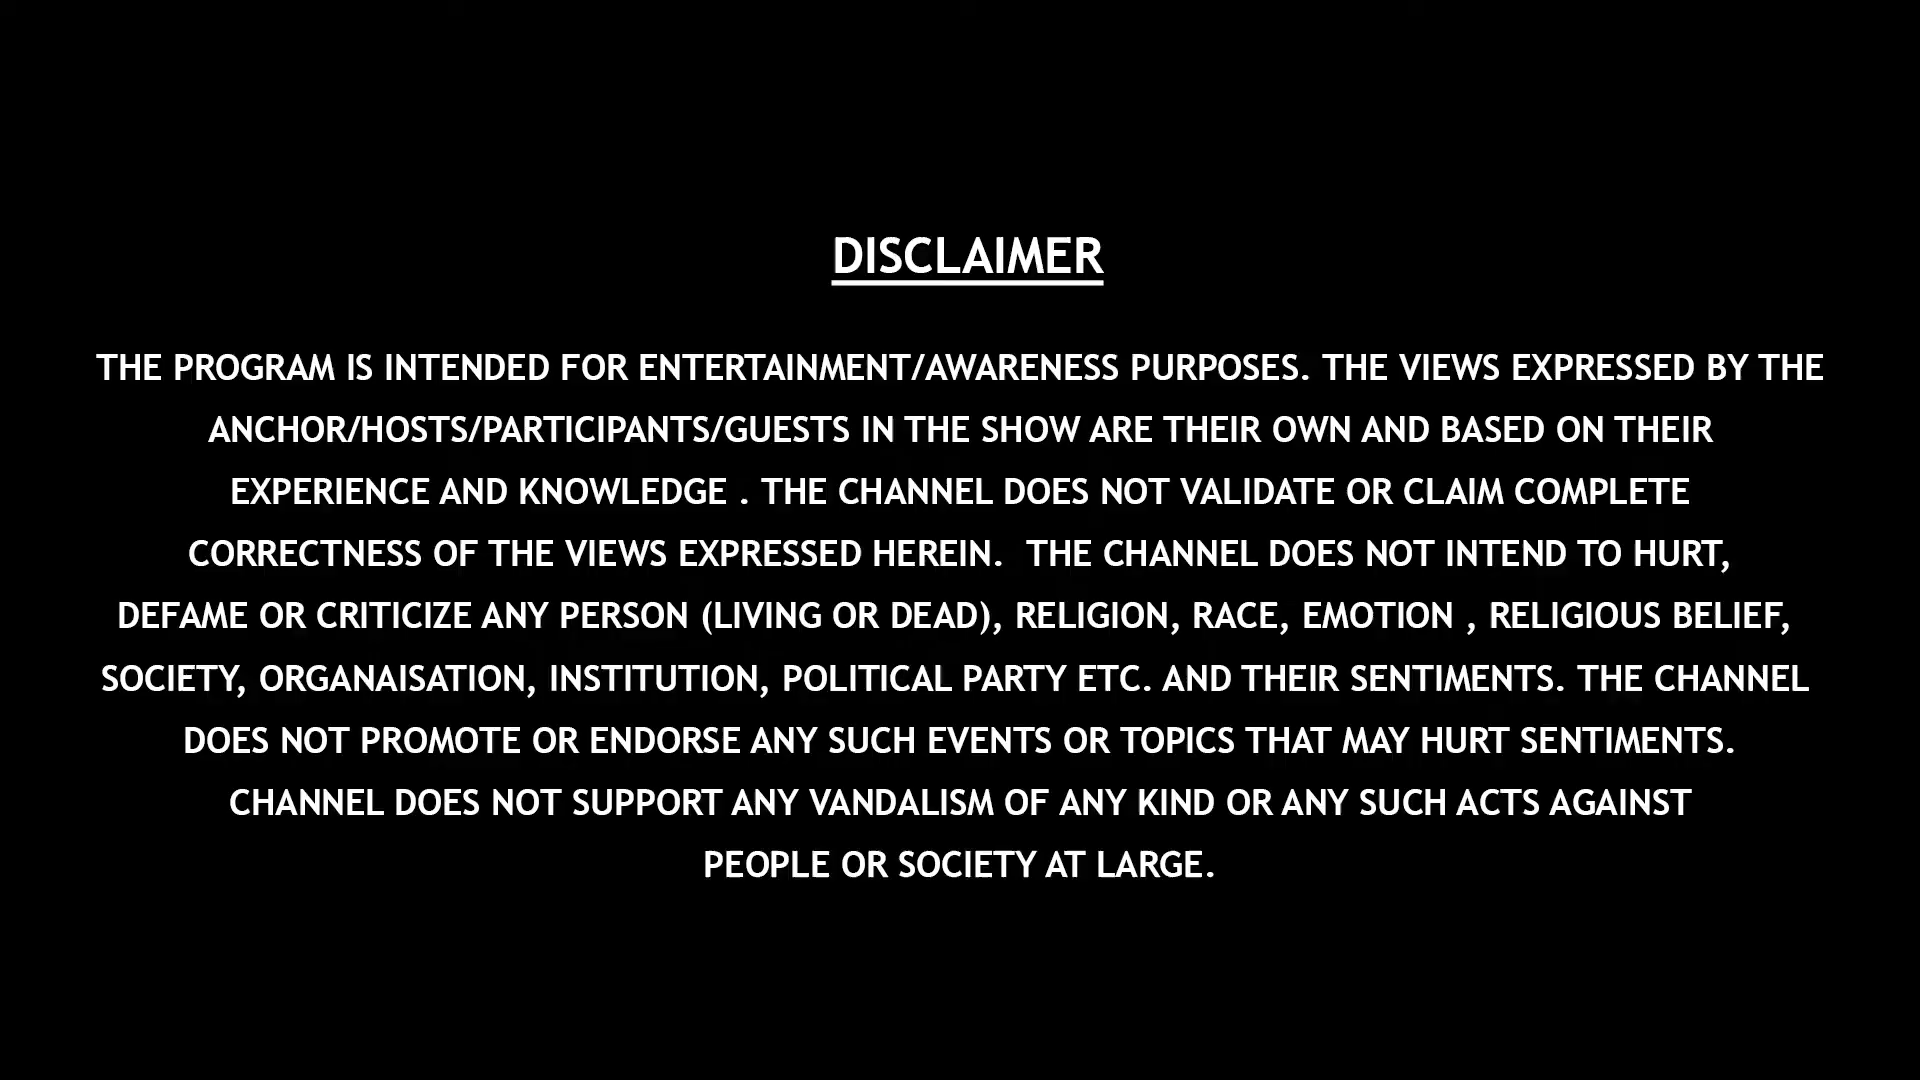 DISCLAIMER
THE PROGRAM IS INTENDED FOR ENTERTAINMENT/AWARENESS PURPOSES. THE VIEWS EXPRESSED BY THE
ANCHOR/HOSTS/PARTICIPANTS/GUESTS IN THE SHOW ARE THEIR OWN AND BASED ON THEIR
EXPERIENCE AND KNOWLEDGE . THE CHANNEL DOES NOT VALIDATE OR CLAIM COMPLETE
CORRECTNESS OF THE VIEWS EXPRESSED HEREIN.  THE CHANNEL DOES NOT INTEND TO HURT,
DEFAME OR CRITICIZE ANY PERSON (LIVING OR DEAD), RELIGION, RACE, EMOTION , RELIGIOUS BELIEF,
SOCIETY, ORGANAISATION, INSTITUTION, POLITICAL PARTY ETC. AND THEIR SENTIMENTS. THE CHANNEL
DOES NOT PROMOTE OR ENDORSE ANY SUCH EVENTS OR TOPICS THAT MAY HURT SENTIMENTS.
CHANNEL DOES NOT SUPPORT ANY VANDALISM OF ANY KIND OR ANY SUCH ACTS AGAINST
PEOPLE OR SOCIETY AT LARGE.